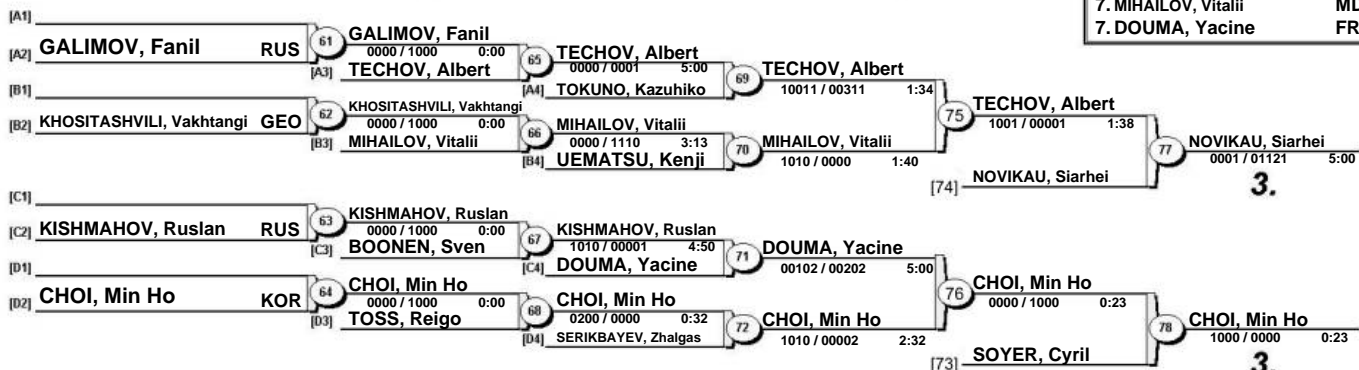 7. MIHAILOV, Vitalii
7. DOUMA, Yacine FR
[A1]
[A2] GALIMOV, Fanil RUS
61 GALIMOV, Fanil
0000 / 1000 0:00
[A3] TECHOV, Albert
65 TECHOV, Albert
0000 / 0001 5:00
[A4] TOKUNO, Kazuhiko
69 TECHOV, Albert
10011 / 00311 1:34
[B1]
[B2] KHOSITASHVILI, Vakhtangi GEO
62 KHOSITASHVILI, Vakhtangi
0000 / 1000 0:00
[B3] MIHAILOV, Vitalii
66 MIHAILOV, Vitalii
0000 / 1110 3:13
[B4] UEMATSU, Kenji
70 MIHAILOV, Vitalii
1010 / 0000 1:40
75 TECHOV, Albert
1001 / 00001 1:38
[74] NOVIKAU, Siarhei
77 NOVIKAU, Siarhei
0001 / 01121 5:00
3.
[C1]
[C2] KISHMAHOV, Ruslan RUS
63 KISHMAHOV, Ruslan
0000 / 1000 0:00
[C3] BOONEN, Sven
67 KISHMAHOV, Ruslan
1010 / 00001 4:50
[C4] DOUMA, Yacine
71 DOUMA, Yacine
00102 / 00202 5:00
[D1]
[D2] CHOI, Min Ho KOR
64 CHOI, Min Ho
0000 / 1000 0:00
[D3] TOSS, Reigo
68 CHOI, Min Ho
0200 / 0000 0:32
[D4] SERIKBAYEV, Zhalgas
72 CHOI, Min Ho
1010 / 00002 2:32
76 CHOI, Min Ho
0000 / 1000 0:23
[73] SOYER, Cyril
78 CHOI, Min Ho
1000 / 0000 0:23
3.